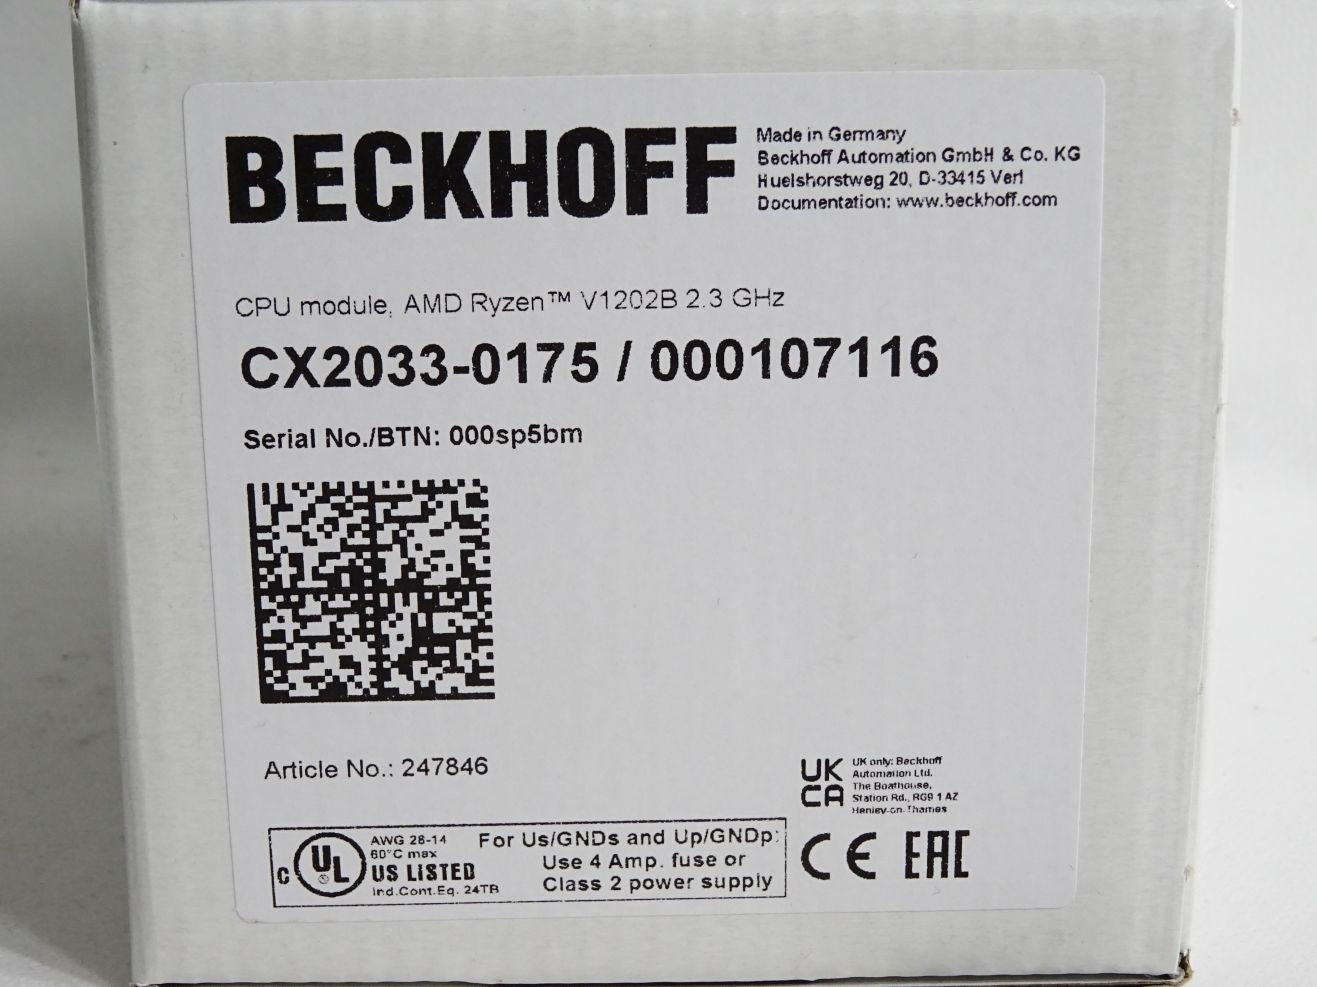 BECKHOFF
Made in Germany
Beckhoff Automation GmbH & Co. KG
Huelshorstweg 20, D-33415 Verl
Documentation: www.beckhoff.com
CPU module, AMD Ryzen™ V1202B 2.3 GHz
CX2033-0175 / 000107116
Serial No./BTN: 000sp5bm
Article No.: 247846
UK CA
UK only: Beckhoff
Automation Ltd.
The Boathouse,
Station Rd., RG9 1 AZ
Henley-on-Thames
C UL
AWG 28-14
60°C max
US LISTED
Ind.Cont.Eq. 24TB
For Us/GNDs and Up/GNDp:
Use 4 Amp. fuse or
Class 2 power supply
CE EAC